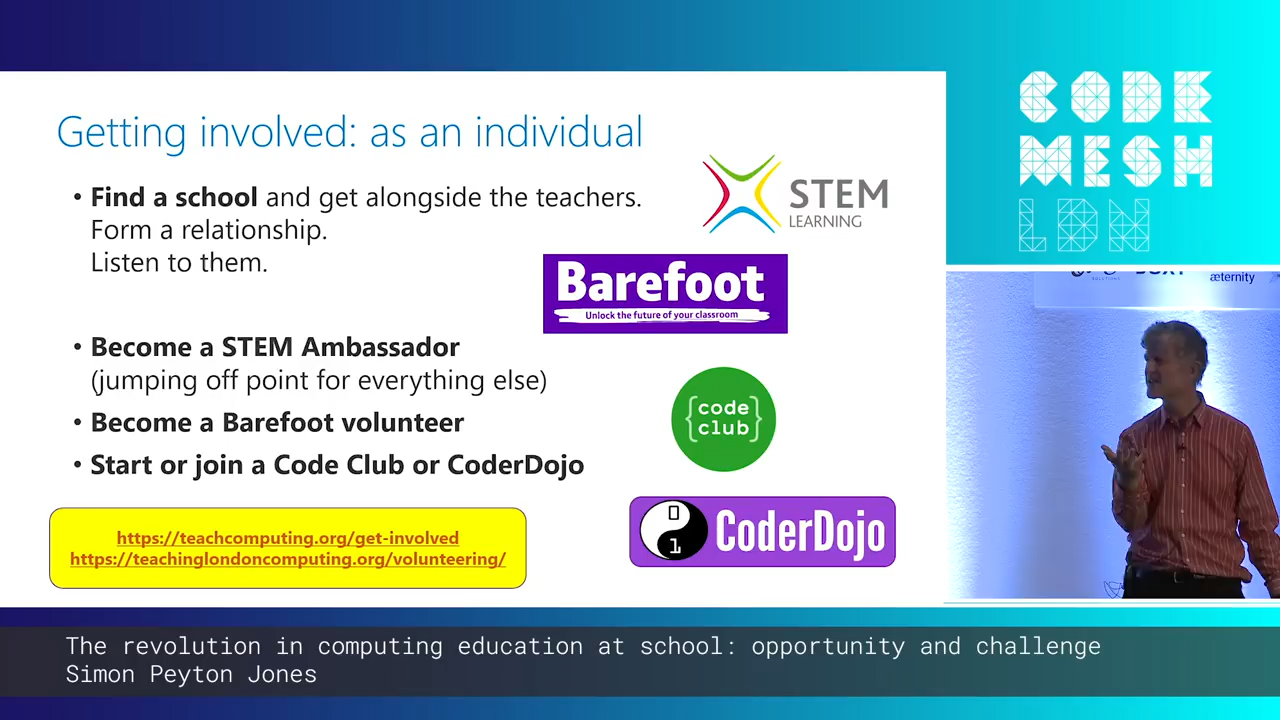 Getting involved: as an individual
• Find a school and get alongside the teachers.
Form a relationship.
Listen to them.
• Become a STEM Ambassador
(jumping off point for everything else)
• Become a Barefoot volunteer
• Start or join a Code Club or CoderDojo
https://teachcomputing.org/get-involved
https://teachinglondoncomputing.org/volunteering/
STEM
LEARNING
Barefoot
Unlock the future of your classroom
{code
club}
CoderDojo
CODE
MESH
LDN
SOLUTIONS
æternity
The revolution in computing education at school: opportunity and challenge
Simon Peyton Jones